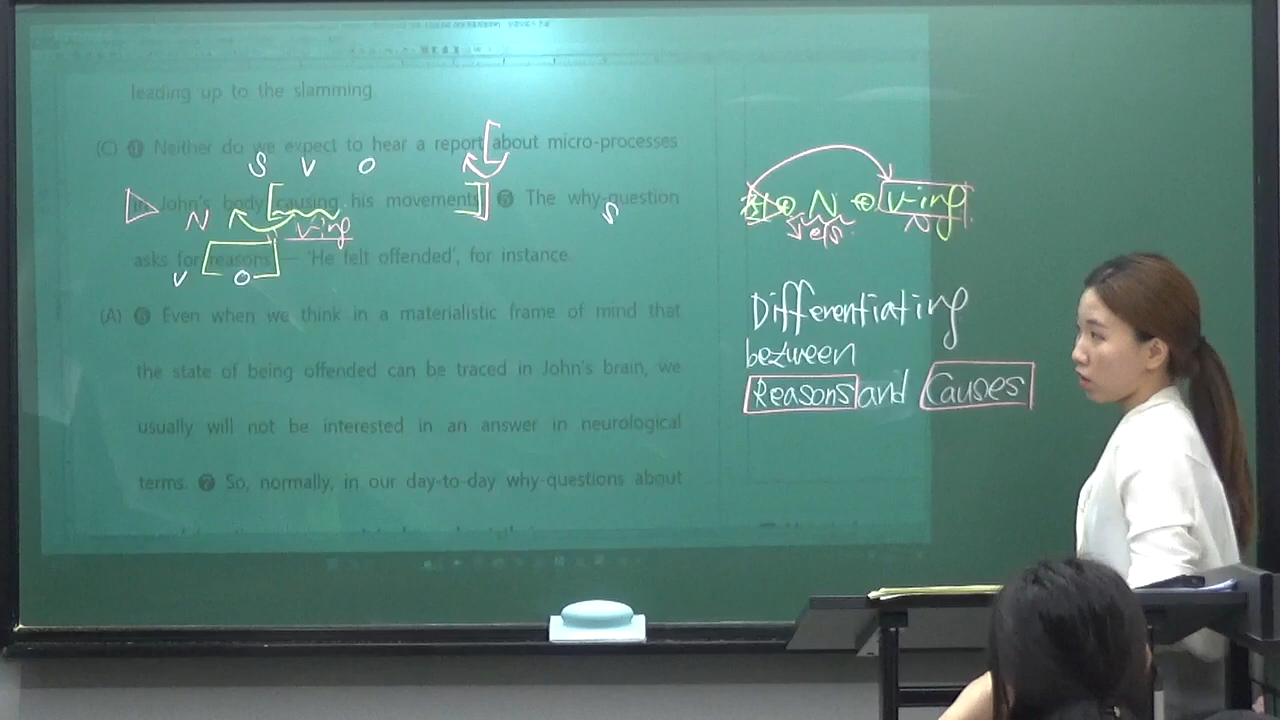 leading up to the slamming.
(C) ❶ Neither do we expect to hear a report about micro-processes
S V O
in John's body causing his movements. ❺ The why-question
N V-ing S
asks for reasons — 'He felt offended', for instance.
V O
(A) ❻ Even when we think in a materialistic frame of mind that
the state of being offended can be traced in John's brain, we
usually will not be interested in an answer in neurological
terms. ❼ So, normally, in our day-to-day why-questions about
⊕ N ⊕ V-ing
Differentiating
between
Reasons and Causes